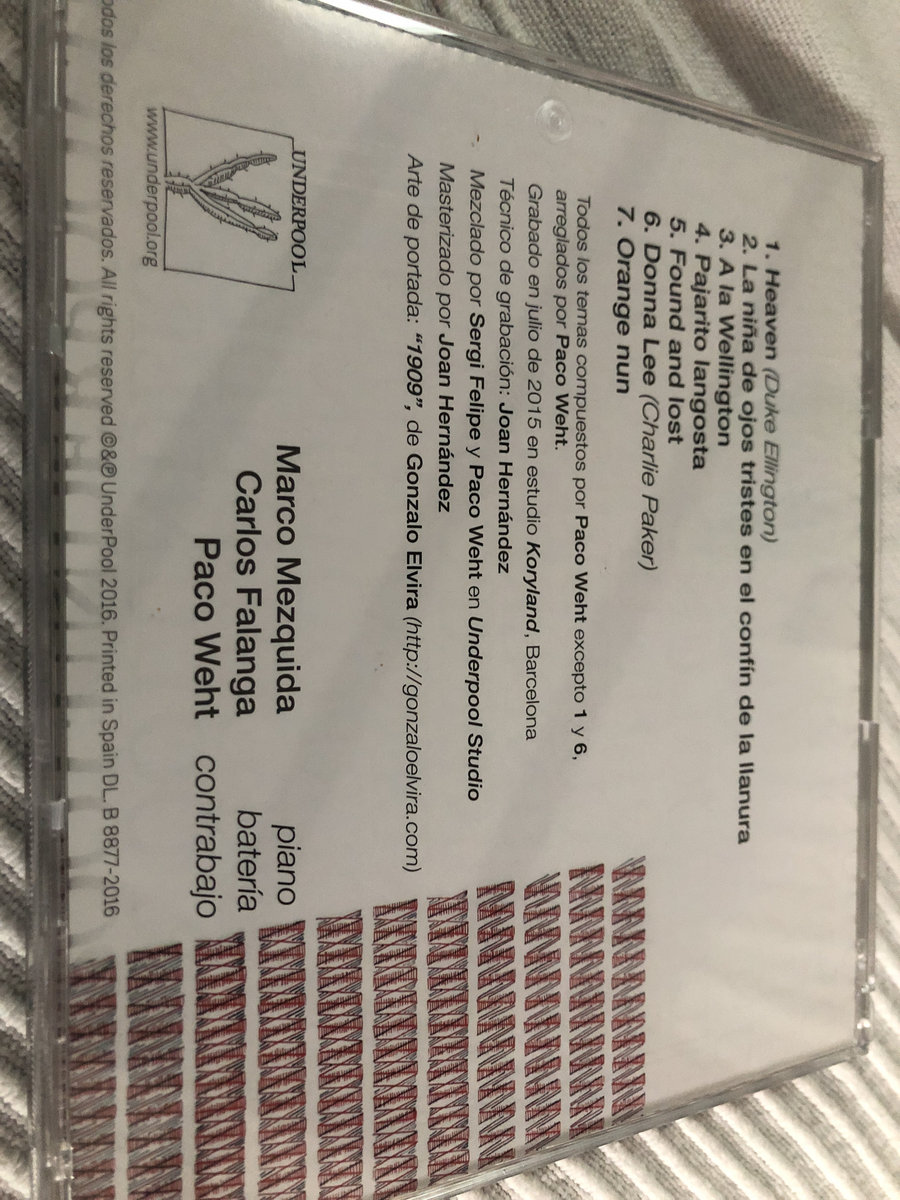 1. Heaven (Duke Ellington)
2. La niña de ojos tristes en el confín de la llanura
3. A la Wellington
4. Pajarito langosta
5. Found and lost
6. Donna Lee (Charlie Paker)
7. Orange nun
Todos los temas compuestos por Paco Weht excepto 1 y 6,
arreglados por Paco Weht.
Grabado en julio de 2015 en estudio Koryland, Barcelona
Técnico de grabación: Joan Hernández
Mezclado por Sergi Felipe y Paco Weht en Underpool Studio
Masterizado por Joan Hernández
Arte de portada: "1909", de Gonzalo Elvira (http://gonzaloelvira.com)
Marco Mezquida piano
Carlos Falanga batería
Paco Weht contrabajo
UNDERPOOL
www.underpool.org
odos los derechos reservados. All rights reserved ©&℗ UnderPool 2016. Printed in Spain DL. B 8877-2016